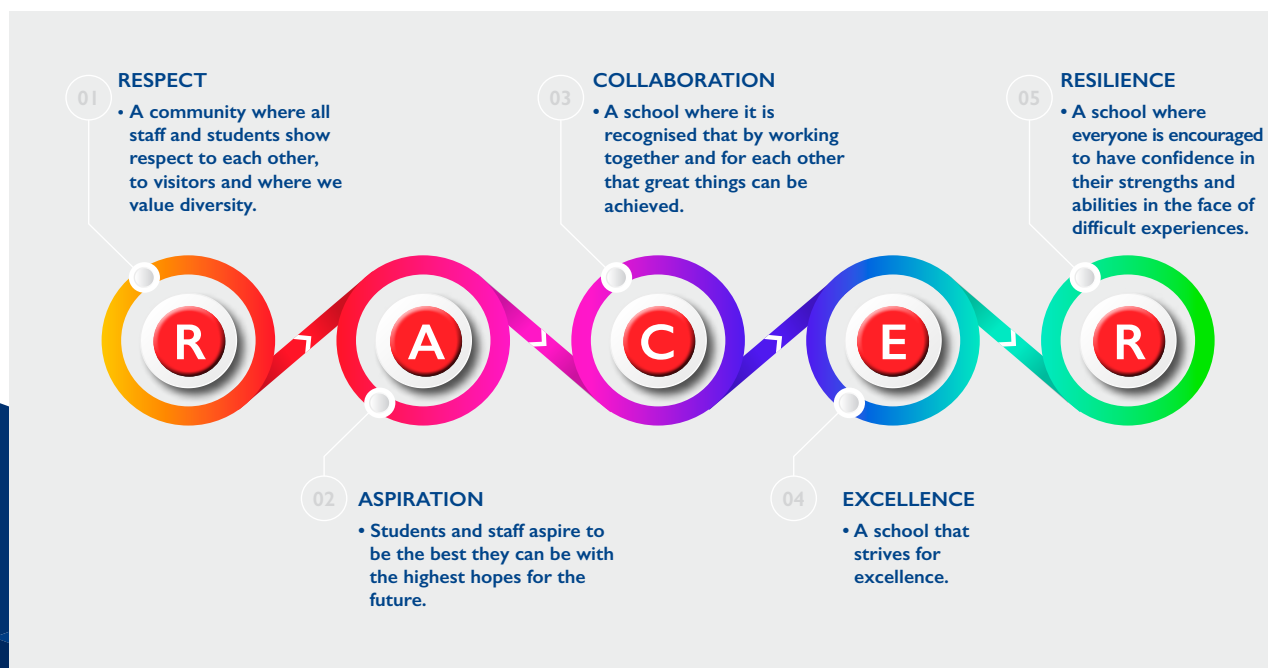 01
RESPECT
• A community where all
staff and students show
respect to each other,
to visitors and where we
value diversity.
03
COLLABORATION
• A school where it is
recognised that by working
together and for each other
that great things can be
achieved.
05
RESILIENCE
• A school where
everyone is encouraged
to have confidence in
their strengths and
abilities in the face of
difficult experiences.
R
A
C
E
R
02
ASPIRATION
• Students and staff aspire to
be the best they can be with
the highest hopes for the
future.
04
EXCELLENCE
• A school that
strives for
excellence.